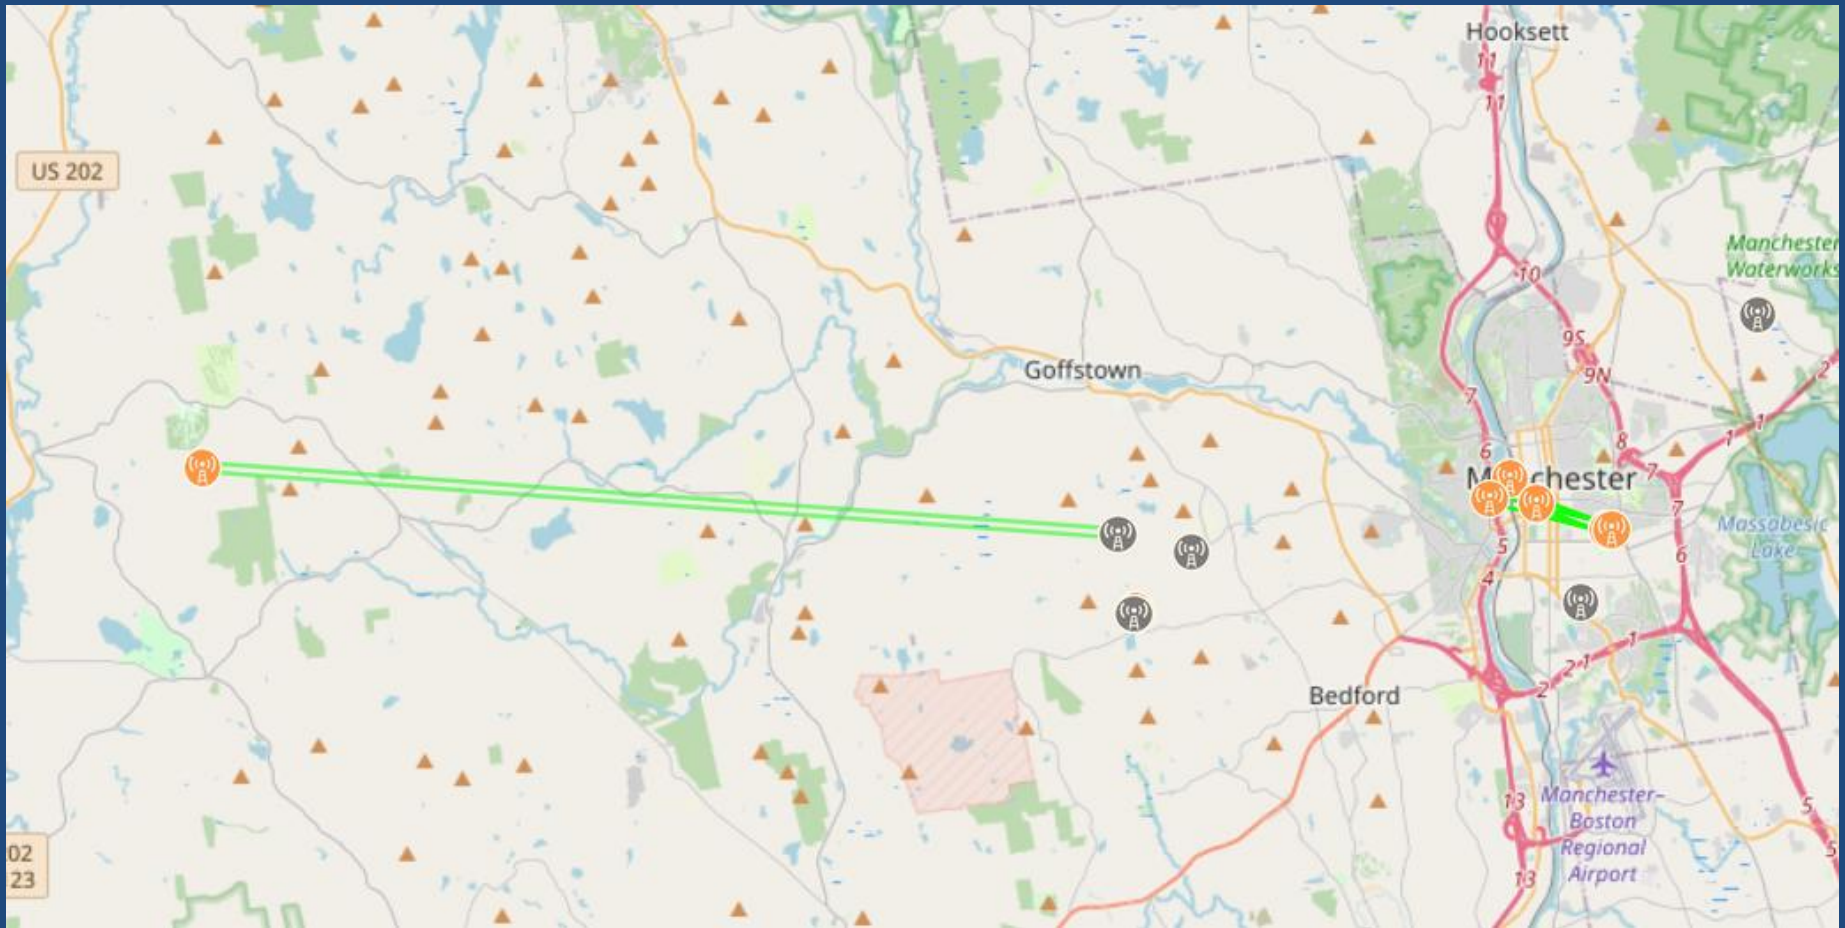 Hooksett
11
11
US 202
Manchester
Waterworks
10
9S
9N
Goffstown
2
7
1
1
8
6
7
Manchester
7
Massabesic
Lake
5
6
4
1
2
1
2
Bedford
13
Manchester–
Boston
Regional
Airport
5
02
23
5
13